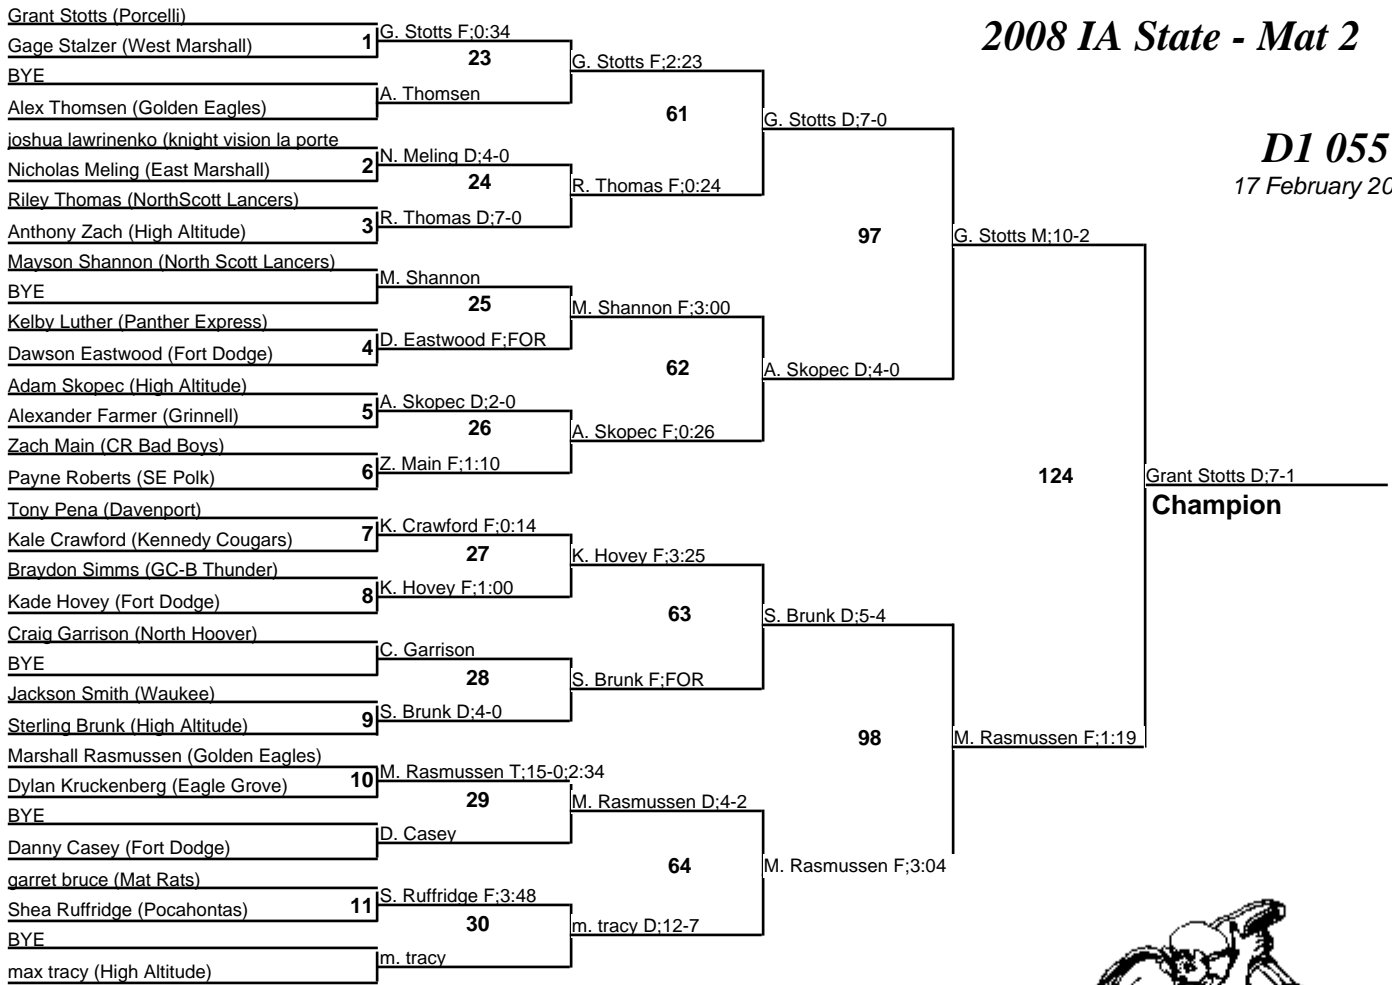 2008 IA State - Mat 2
D1 055
17 February 20
Grant Stotts (Porcelli)
Gage Stalzer (West Marshall)
BYE
Alex Thomsen (Golden Eagles)
joshua lawrinenko (knight vision la porte
Nicholas Meling (East Marshall)
Riley Thomas (NorthScott Lancers)
Anthony Zach (High Altitude)
Mayson Shannon (North Scott Lancers)
BYE
Kelby Luther (Panther Express)
Dawson Eastwood (Fort Dodge)
Adam Skopec (High Altitude)
Alexander Farmer (Grinnell)
Zach Main (CR Bad Boys)
Payne Roberts (SE Polk)
Tony Pena (Davenport)
Kale Crawford (Kennedy Cougars)
Braydon Simms (GC-B Thunder)
Kade Hovey (Fort Dodge)
Craig Garrison (North Hoover)
BYE
Jackson Smith (Waukee)
Sterling Brunk (High Altitude)
Marshall Rasmussen (Golden Eagles)
Dylan Kruckenberg (Eagle Grove)
BYE
Danny Casey (Fort Dodge)
garret bruce (Mat Rats)
Shea Ruffridge (Pocahontas)
BYE
max tracy (High Altitude)
1
2
3
4
5
6
7
8
9
10
11
G. Stotts F;0:34
23
A. Thomsen
N. Meling D;4-0
24
R. Thomas D;7-0
M. Shannon
25
D. Eastwood F;FOR
A. Skopec D;2-0
26
Z. Main F;1:10
K. Crawford F;0:14
27
K. Hovey F;1:00
C. Garrison
28
S. Brunk D;4-0
M. Rasmussen T;15-0;2:34
29
D. Casey
S. Ruffridge F;3:48
30
m. tracy
G. Stotts F;2:23
61
R. Thomas F;0:24
M. Shannon F;3:00
62
A. Skopec F;0:26
K. Hovey F;3:25
63
S. Brunk F;FOR
M. Rasmussen D;4-2
64
m. tracy D;12-7
G. Stotts D;7-0
97
A. Skopec D;4-0
S. Brunk D;5-4
98
M. Rasmussen F;3:04
G. Stotts M;10-2
124
M. Rasmussen F;1:19
Grant Stotts D;7-1
Champion